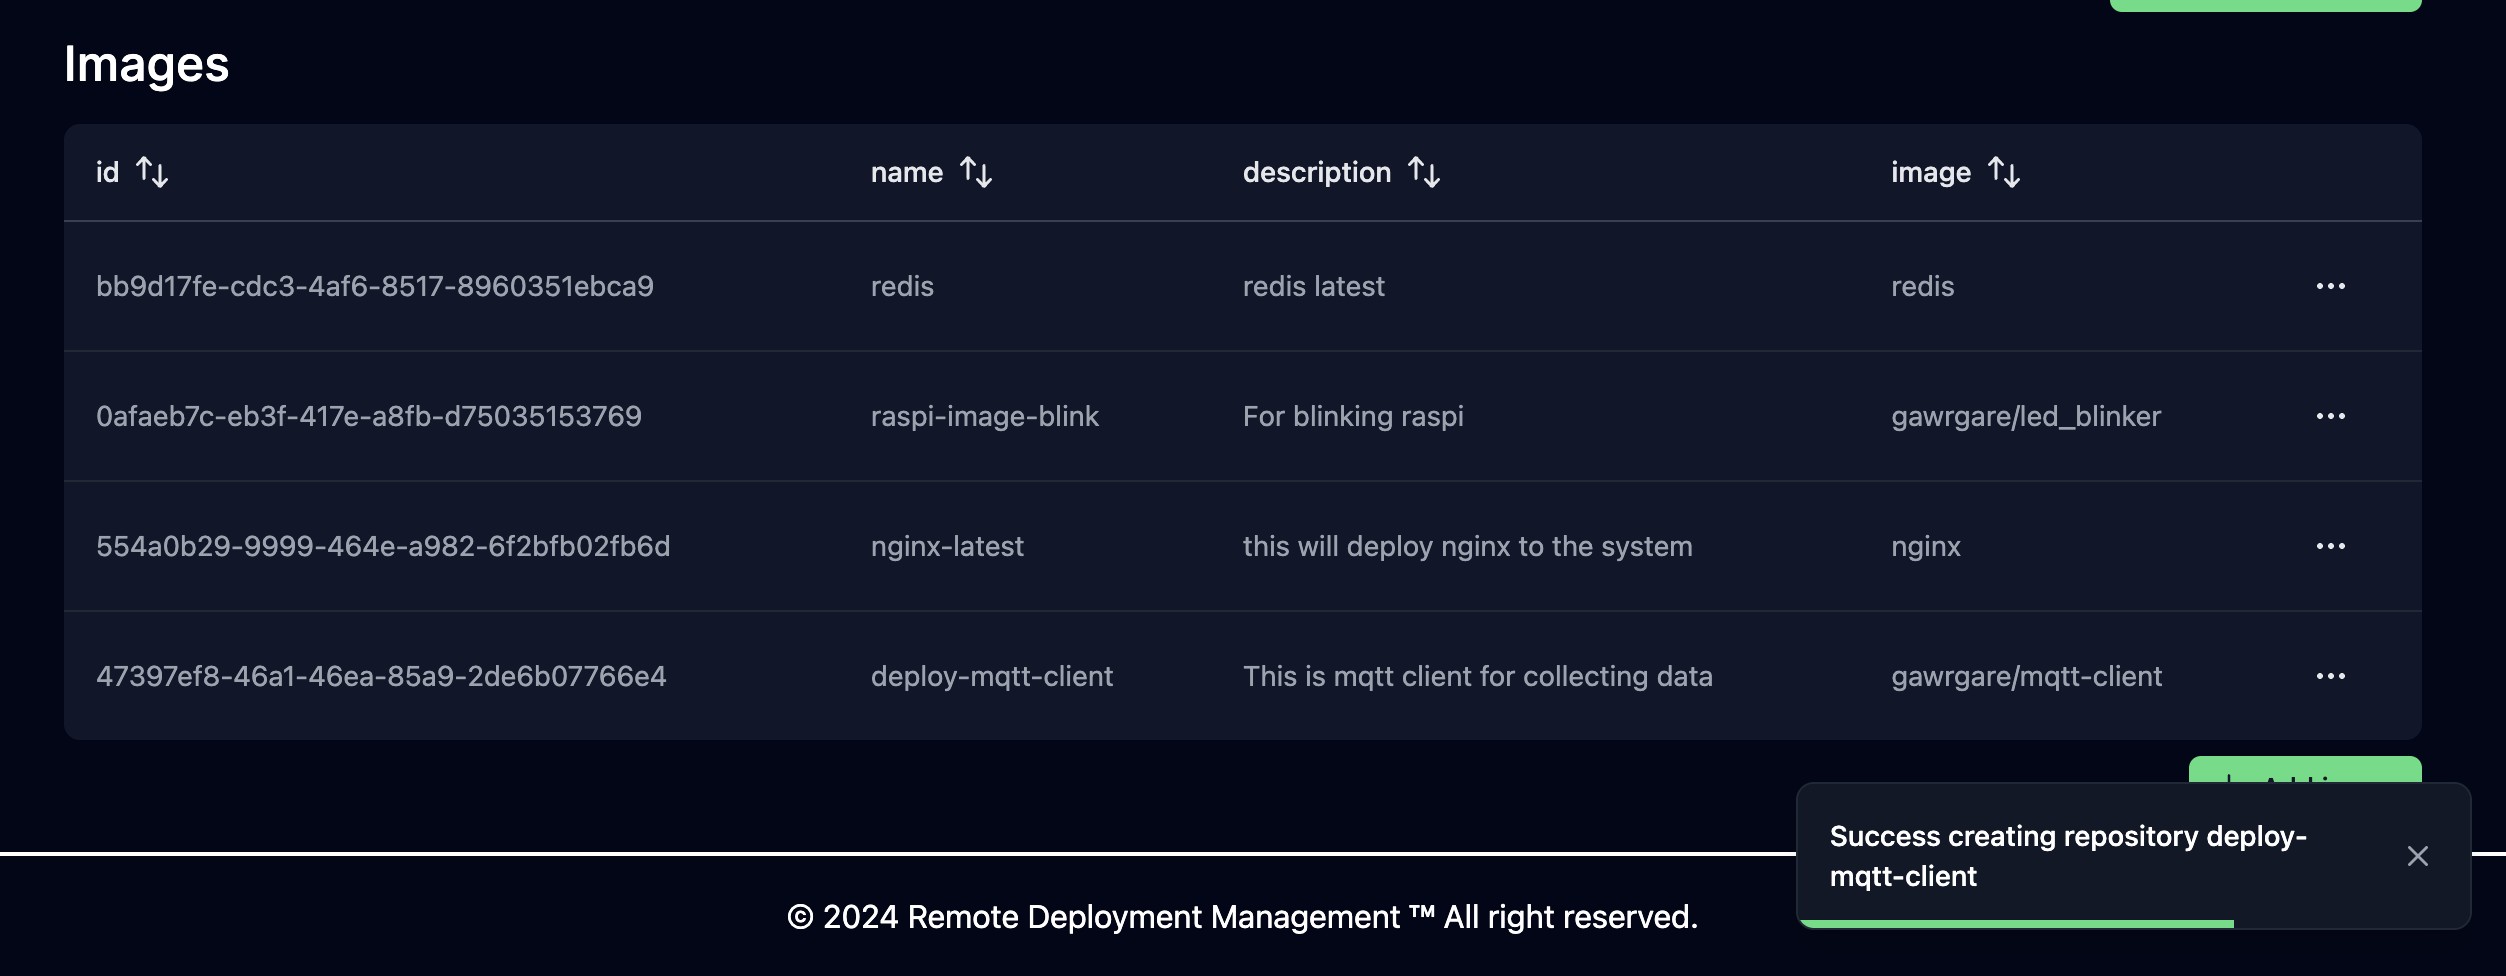 Images
id name description image
bb9d17fe-cdc3-4af6-8517-8960351ebca9 redis redis latest redis
0afaeb7c-eb3f-417e-a8fb-d75035153769 raspi-image-blink For blinking raspi gawrgare/led_blinker
554a0b29-9999-464e-a982-6f2bfb02fb6d nginx-latest this will deploy nginx to the system nginx
47397ef8-46a1-46ea-85a9-2de6b07766e4 deploy-mqtt-client This is mqtt client for collecting data gawrgare/mqtt-client
Success creating repository deploy-
mqtt-client
© 2024 Remote Deployment Management ™ All right reserved.